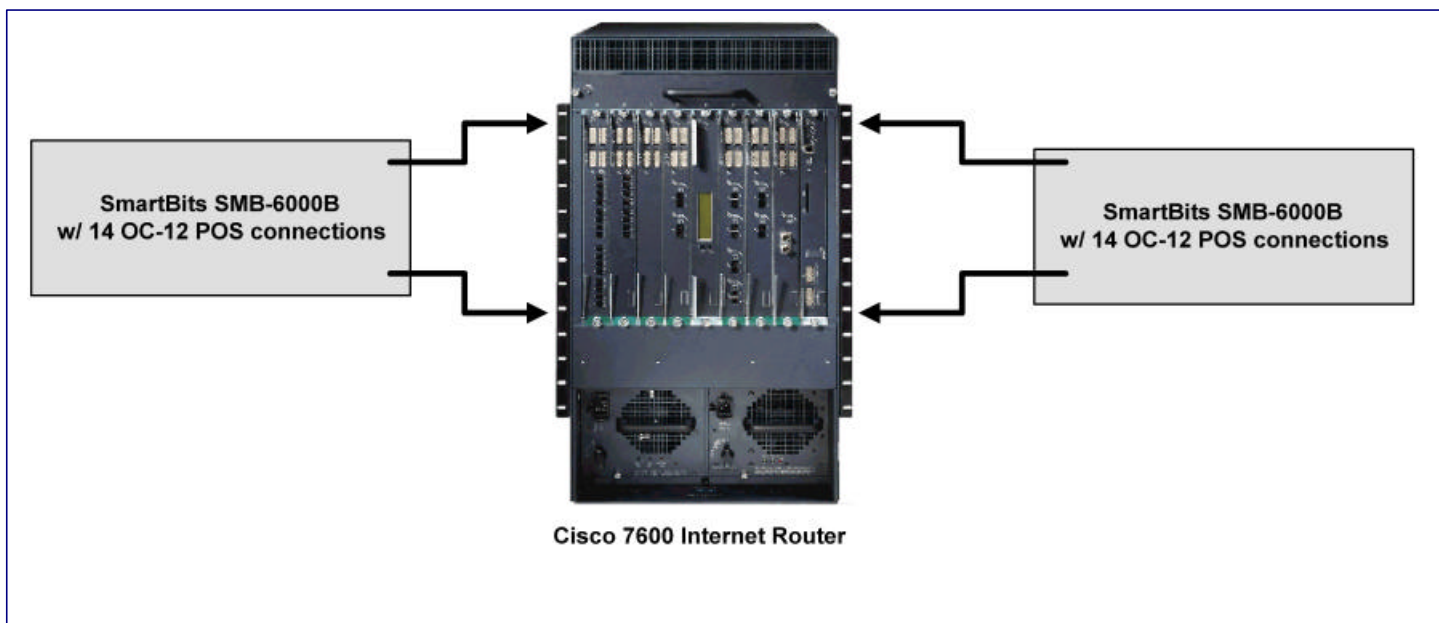 SmartBits SMB-6000B
w/ 14 OC-12 POS connections
SmartBits SMB-6000B
w/ 14 OC-12 POS connections
Cisco 7600 Internet Router